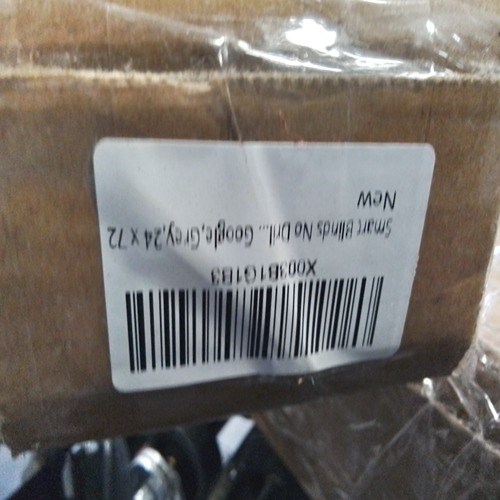 X003B1G1B3
Smart Blinds No Dril... Google,Grey,24 x 72
New